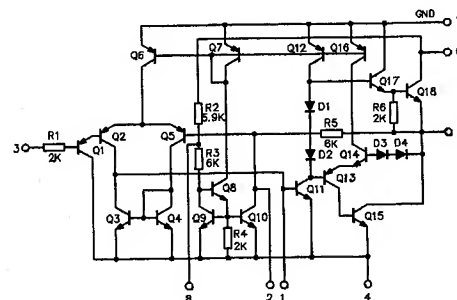 GND
Q6
Q7
Q12
Q16
Q17
Q18
R2
5.9K
D1
R6
2K
R1
2K
3
Q1
Q2
Q5
R3
6K
R5
6K
D2
Q14
D3
D4
Q3
Q4
Q8
Q9
Q10
Q11
Q13
Q15
R4
2K
8
2
1
4